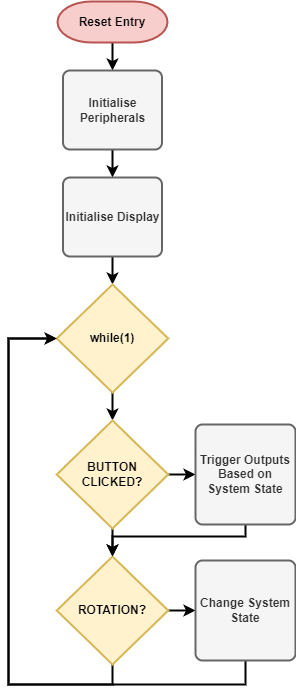 Reset Entry
Initialise
Peripherals
Initialise Display
while(1)
BUTTON
CLICKED?
Trigger Outputs
Based on
System State
ROTATION?
Change System
State